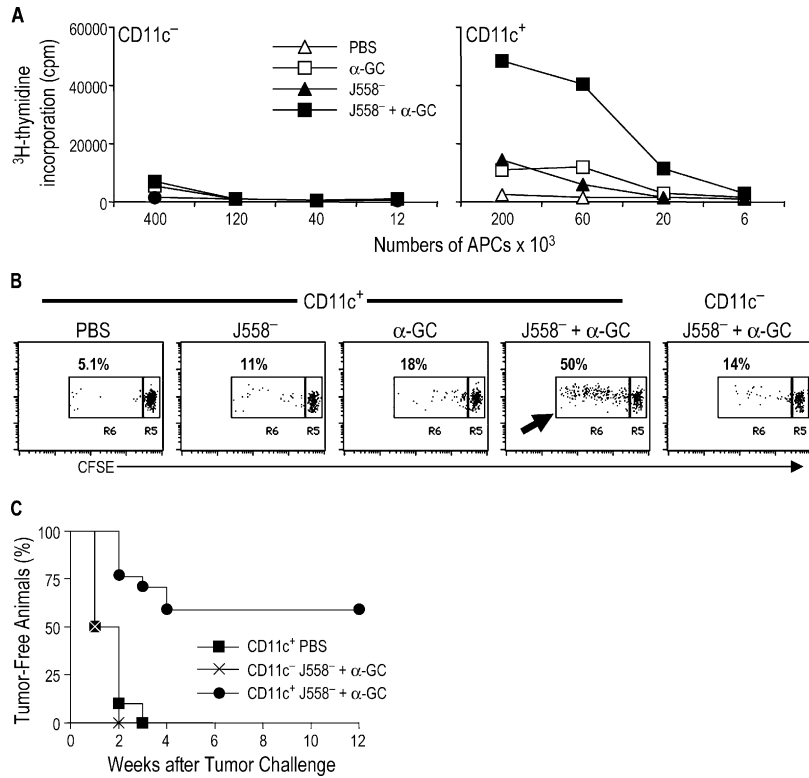 A
CD11c⁻
CD11c⁺
60000
40000
20000
0
³H-thymidine
incorporation (cpm)
PBS
α-GC
J558⁻
J558⁻ + α-GC
400 120 40 12
200 60 20 6
Numbers of APCs x 10³
B
CD11c⁺
CD11c⁻
PBS J558⁻ α-GC J558⁻ + α-GC J558⁻ + α-GC
5.1% 11% 18% 50% 14%
R6 R5 R6 R5 R6 R5 R6 R5 R6 R5
CFSE
C
100
75
50
25
0
Tumor-Free Animals (%)
CD11c⁺ PBS
CD11c⁻ J558⁻ + α-GC
CD11c⁺ J558⁻ + α-GC
0 2 4 6 8 10 12
Weeks after Tumor Challenge